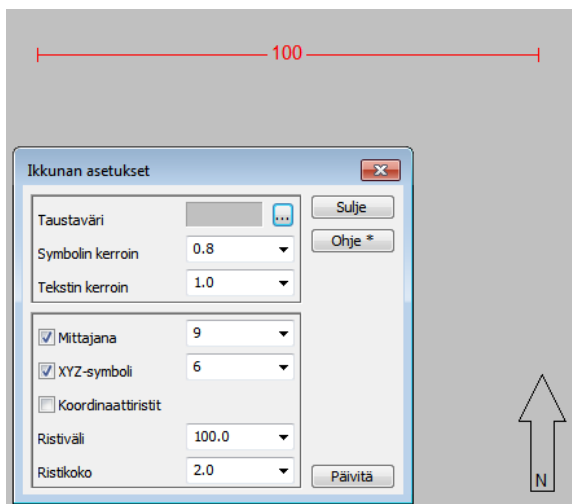 100
Ikkunan asetukset
Taustaväri ...
Sulje
Symbolin kerroin 0.8
Ohje *
Tekstin kerroin 1.0
Mittajana 9
XYZ-symboli 6
Koordinaattiristit
Ristiväli 100.0
Ristikoko 2.0
Päivitä
N